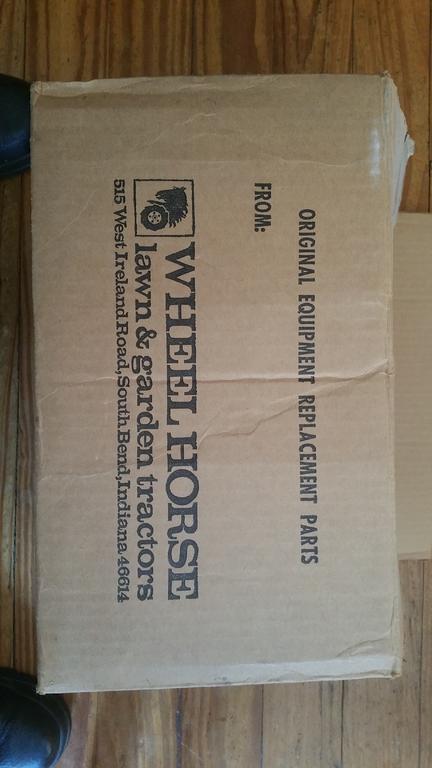 ORIGINAL EQUIPMENT REPLACEMENT PARTS
FROM:
WHEEL HORSE
lawn & garden tractors
515 West Ireland Road, South Bend, Indiana 46614